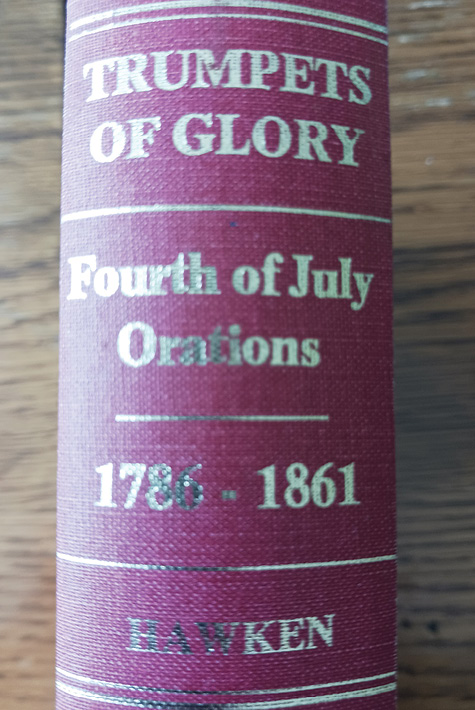 TRUMPETS
OF GLORY
Fourth of July
Orations
1786 - 1861
HAWKEN